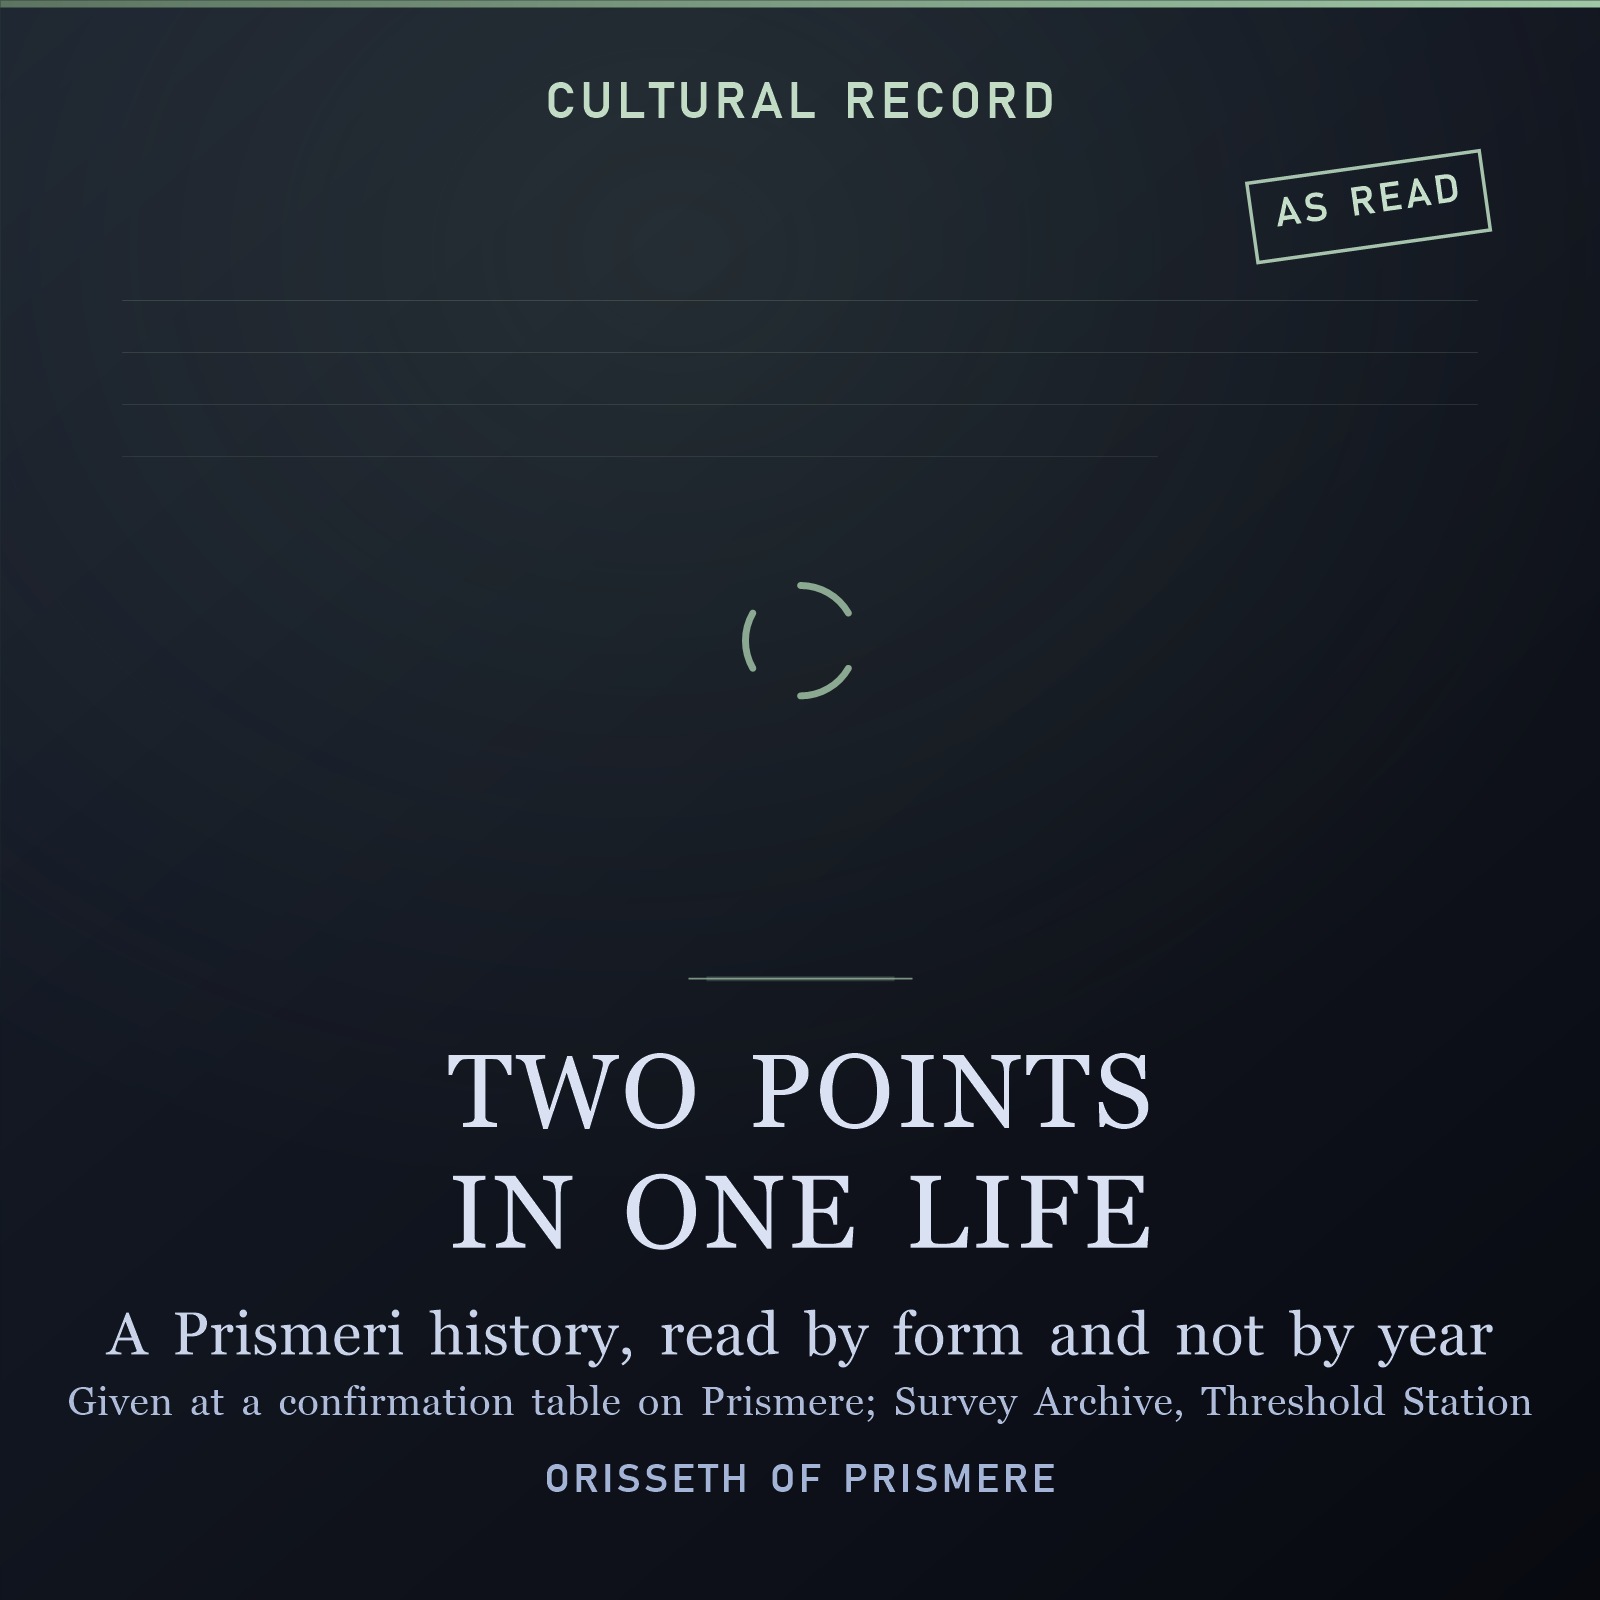 CULTURAL RECORD
AS READ
TWO POINTS
IN ONE LIFE
A Prismeri history, read by form and not by year
Given at a confirmation table on Prismere; Survey Archive, Threshold Station
ORISSETH OF PRISMERE